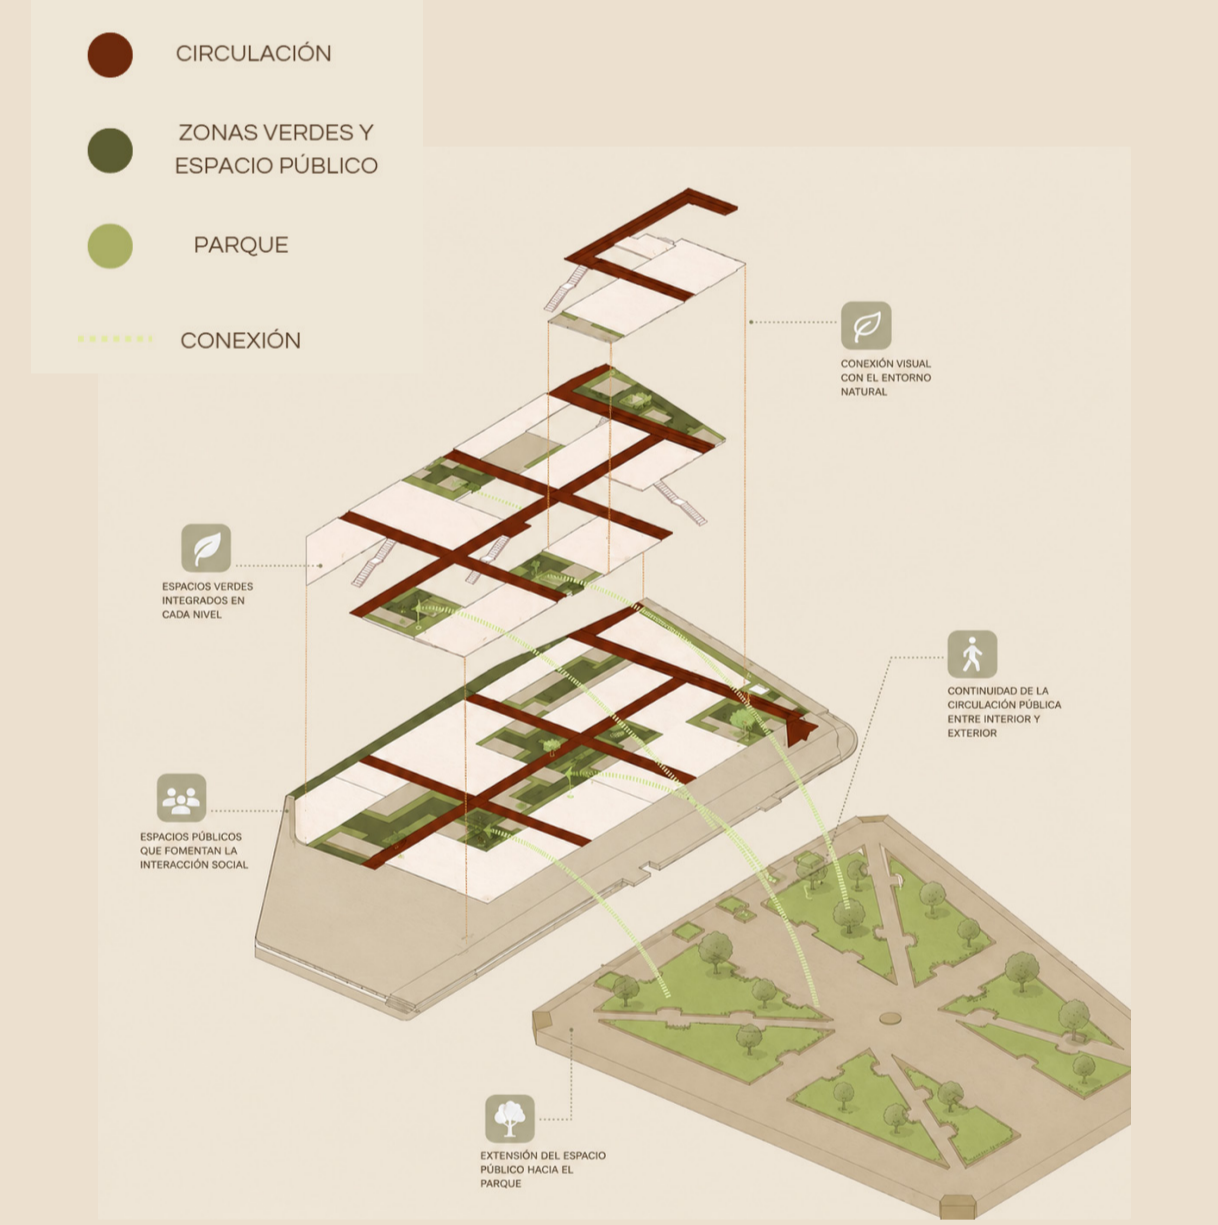 CIRCULACIÓN
ZONAS VERDES Y
ESPACIO PÚBLICO
PARQUE
CONEXIÓN
CONEXIÓN VISUAL
CON EL ENTORNO
NATURAL
ESPACIOS VERDES
INTEGRADOS EN
CADA NIVEL
CONTINUIDAD DE LA
CIRCULACIÓN PÚBLICA
ENTRE INTERIOR Y
EXTERIOR
ESPACIOS PÚBLICOS
QUE FOMENTAN LA
INTERACCIÓN SOCIAL
EXTENSIÓN DEL ESPACIO
PÚBLICO HACIA EL
PARQUE